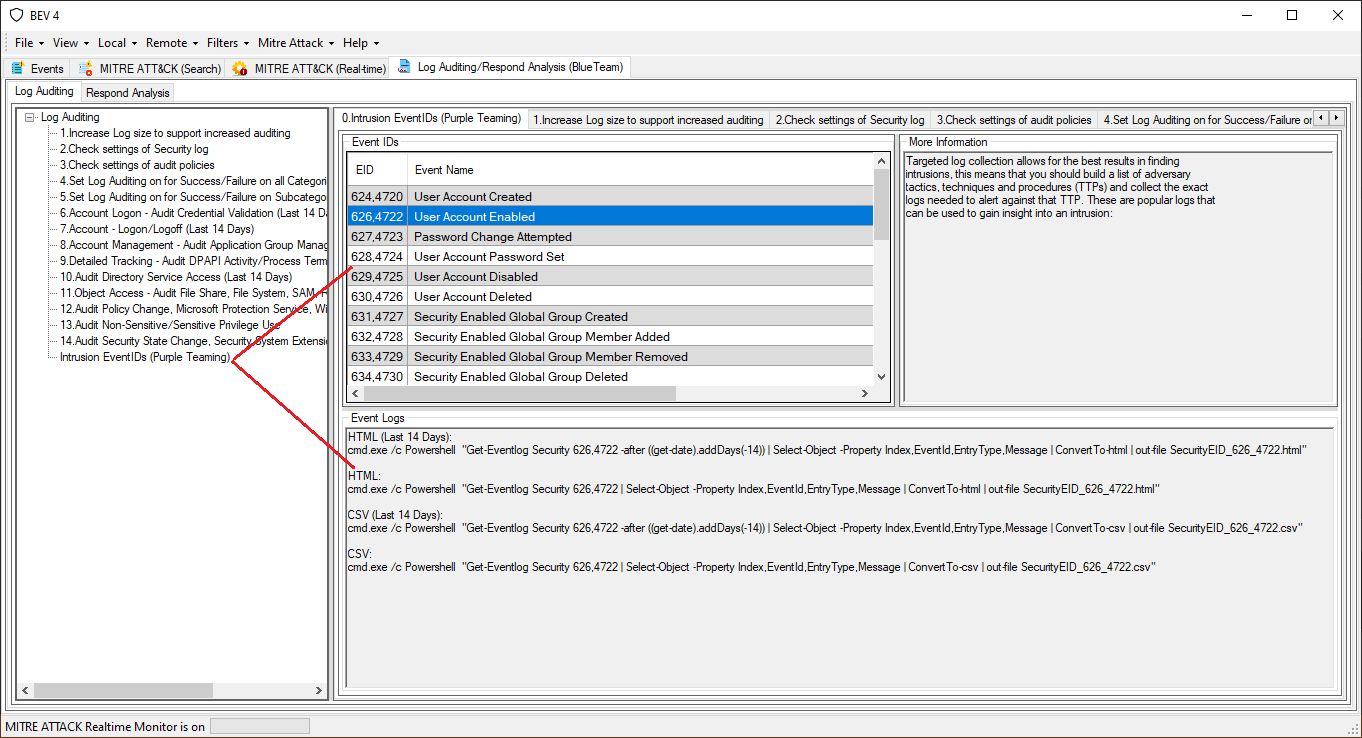 BEV 4
File View Local Remote Filters Mitre Attack Help
Events MITRE ATT&CK (Search) MITRE ATT&CK (Real-time) Log Auditing/Respond Analysis (BlueTeam)
Log Auditing Respond Analysis
Log Auditing
1.Increase Log size to support increased auditing
2.Check settings of Security log
3.Check settings of audit policies
4.Set Log Auditing on for Success/Failure on all Categori
5.Set Log Auditing on for Success/Failure on Subcategor
6.Account Logon - Audit Credential Validation (Last 14 Da
7.Account - Logon/Logoff (Last 14 Days)
8.Account Management - Audit Application Group Manag
9.Detailed Tracking - Audit DPAPI Activity/Process Term
10.Audit Directory Service Access (Last 14 Days)
11.Object Access - Audit File Share, File System, SAM, R
12.Audit Policy Change, Microsoft Protection Service, Wi
13.Audit Non-Sensitive/Sensitive Privilege Use
14.Audit Security State Change, Security System Extensi
Intrusion EventIDs (Purple Teaming)
0.Intrusion EventIDs (Purple Teaming) 1.Increase Log size to support increased auditing 2.Check settings of Security log 3.Check settings of audit policies 4.Set Log Auditing on for Success/Failure or
Event IDs
EID Event Name
624,4720 User Account Created
626,4722 User Account Enabled
627,4723 Password Change Attempted
628,4724 User Account Password Set
629,4725 User Account Disabled
630,4726 User Account Deleted
631,4727 Security Enabled Global Group Created
632,4728 Security Enabled Global Group Member Added
633,4729 Security Enabled Global Group Member Removed
634,4730 Security Enabled Global Group Deleted
More Information
Targeted log collection allows for the best results in finding
intrusions, this means that you should build a list of adversary
tactics, techniques and procedures (TTPs) and collect the exact
logs needed to alert against that TTP. These are popular logs that
can be used to gain insight into an intrusion:
Event Logs
HTML (Last 14 Days):
cmd.exe /c Powershell "Get-Eventlog Security 626,4722 -after ((get-date).addDays(-14)) | Select-Object -Property Index,EventId,EntryType,Message | ConvertTo-html | out-file SecurityEID_626_4722.html"
HTML:
cmd.exe /c Powershell "Get-Eventlog Security 626,4722 | Select-Object -Property Index,EventId,EntryType,Message | ConvertTo-html | out-file SecurityEID_626_4722.html"
CSV (Last 14 Days):
cmd.exe /c Powershell "Get-Eventlog Security 626,4722 -after ((get-date).addDays(-14)) | Select-Object -Property Index,EventId,EntryType,Message | ConvertTo-csv | out-file SecurityEID_626_4722.csv"
CSV:
cmd.exe /c Powershell "Get-Eventlog Security 626,4722 | Select-Object -Property Index,EventId,EntryType,Message | ConvertTo-csv | out-file SecurityEID_626_4722.csv"
MITRE ATTACK Realtime Monitor is on